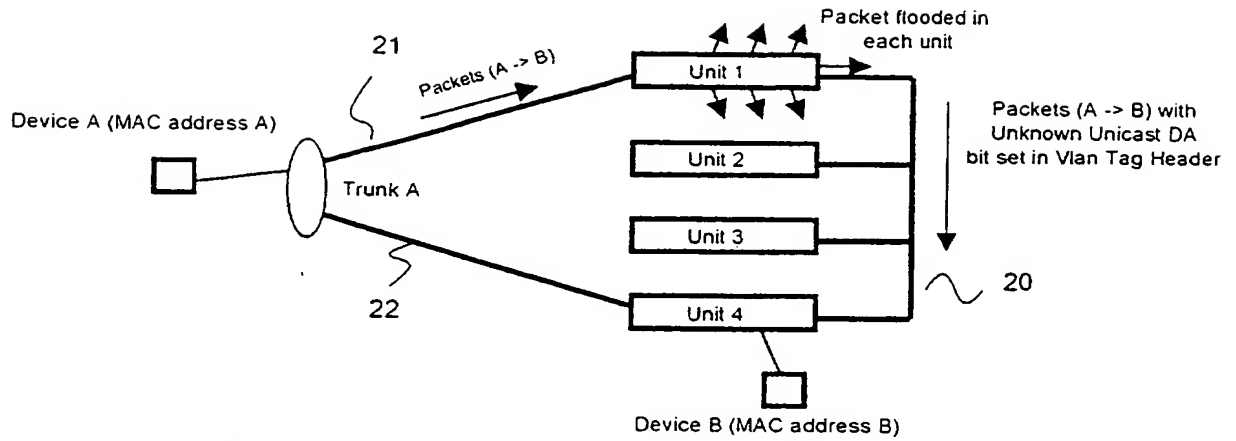 Packet flooded in
each unit
21
Packets (A -> B)
Unit 1
Device A (MAC address A)
Packets (A -> B) with
Unknown Unicast DA
bit set in Vlan Tag Header
Unit 2
Trunk A
Unit 3
20
22
Unit 4
Device B (MAC address B)